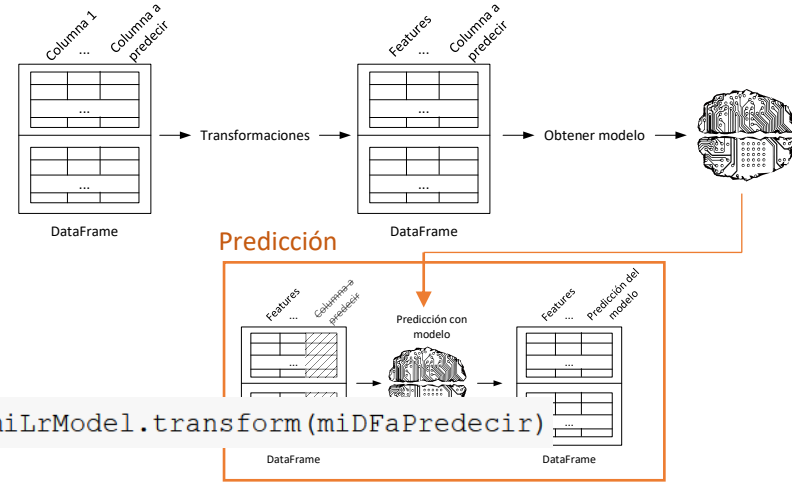 Columna 1
...
Columna a
predecir
Features
...
Columna a
predecir
...
...
Transformaciones
...
...
Obtener modelo
DataFrame
DataFrame
Predicción
Features
...
Columna a
predecir
Predicción con
modelo
Features
...
Predicción del
modelo
...
...
miLrModel.transform(miDFaPredecir)
...
DataFrame
DataFrame